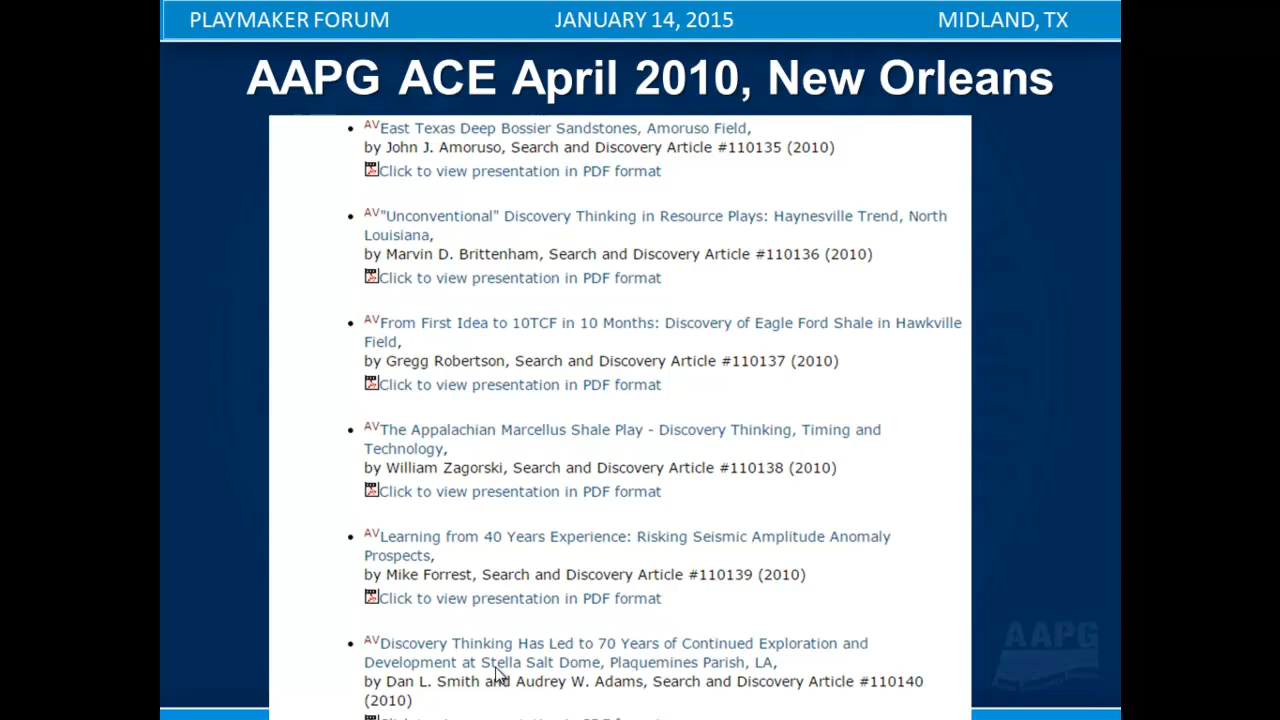 PLAYMAKER FORUM JANUARY 14, 2015 MIDLAND, TX
AAPG ACE April 2010, New Orleans
• AVEast Texas Deep Bossier Sandstones, Amoruso Field,
by John J. Amoruso, Search and Discovery Article #110135 (2010)
Click to view presentation in PDF format
• AV"Unconventional" Discovery Thinking in Resource Plays: Haynesville Trend, North
Louisiana,
by Marvin D. Brittenham, Search and Discovery Article #110136 (2010)
Click to view presentation in PDF format
• AVFrom First Idea to 10TCF in 10 Months: Discovery of Eagle Ford Shale in Hawkville
Field,
by Gregg Robertson, Search and Discovery Article #110137 (2010)
Click to view presentation in PDF format
• AVThe Appalachian Marcellus Shale Play - Discovery Thinking, Timing and
Technology,
by William Zagorski, Search and Discovery Article #110138 (2010)
Click to view presentation in PDF format
• AVLearning from 40 Years Experience: Risking Seismic Amplitude Anomaly
Prospects,
by Mike Forrest, Search and Discovery Article #110139 (2010)
Click to view presentation in PDF format
• AVDiscovery Thinking Has Led to 70 Years of Continued Exploration and
Development at Stella Salt Dome, Plaquemines Parish, LA,
by Dan L. Smith and Audrey W. Adams, Search and Discovery Article #110140
(2010)
AAPG